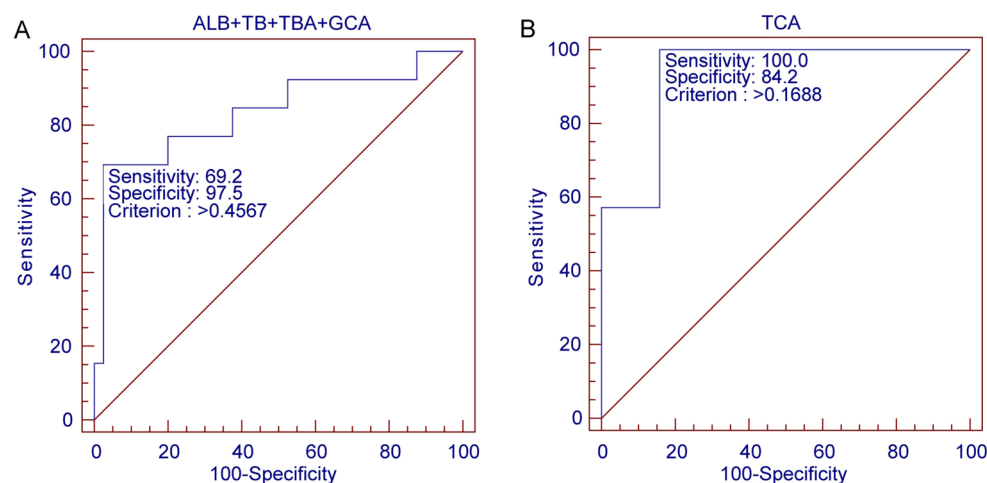 A
ALB+TB+TBA+GCA
100
80
60
40
20
0
Sensitivity
Sensitivity: 69.2
Specificity: 97.5
Criterion : >0.4567
0 20 40 60 80 100
100-Specificity
B
TCA
100
80
60
40
20
0
Sensitivity
Sensitivity: 100.0
Specificity: 84.2
Criterion : >0.1688
0 20 40 60 80 100
100-Specificity